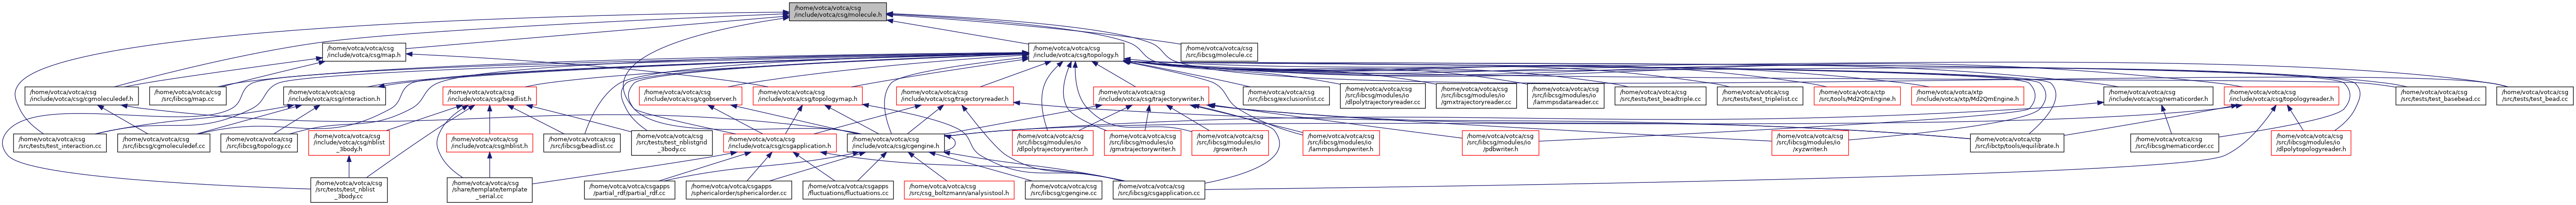 /home/votca/votca/csg
/include/votca/csg/molecule.h
/home/votca/votca/csg
/include/votca/csg/map.h
/home/votca/votca/csg
/include/votca/csg/topology.h
/home/votca/votca/csg
/src/libcsg/molecule.cc
/home/votca/votca/csg
/include/votca/csg/cgmoleculedef.h
/home/votca/votca/csg
/src/libcsg/map.cc
/home/votca/votca/csg
/include/votca/csg/interaction.h
/home/votca/votca/csg
/include/votca/csg/beadlist.h
/home/votca/votca/csg
/include/votca/csg/cgobserver.h
/home/votca/votca/csg
/include/votca/csg/topologymap.h
/home/votca/votca/csg
/include/votca/csg/trajectoryreader.h
/home/votca/votca/csg
/include/votca/csg/trajectorywriter.h
/home/votca/votca/csg
/src/libcsg/exclusionlist.cc
/home/votca/votca/csg
/src/libcsg/modules/io
/dlpolytrajectoryreader.cc
/home/votca/votca/csg
/src/libcsg/modules/io
/gmxtrajectoryreader.cc
/home/votca/votca/csg
/src/libcsg/modules/io
/lammpsdatareader.cc
/home/votca/votca/csg
/src/tests/test_beadtriple.cc
/home/votca/votca/csg
/src/tests/test_triplelist.cc
/home/votca/votca/ctp
/src/tools/Md2QmEngine.h
/home/votca/votca/xtp
/include/votca/xtp/Md2QmEngine.h
/home/votca/votca/csg
/include/votca/csg/nematicorder.h
/home/votca/votca/csg
/include/votca/csg/topologyreader.h
/home/votca/votca/csg
/src/tests/test_basebead.cc
/home/votca/votca/csg
/src/tests/test_bead.cc
/home/votca/votca/csg
/src/tests/test_interaction.cc
/home/votca/votca/csg
/src/libcsg/cgmoleculedef.cc
/home/votca/votca/csg
/src/libcsg/topology.cc
/home/votca/votca/csg
/include/votca/csg/nblist
_3body.h
/home/votca/votca/csg
/include/votca/csg/nblist.h
/home/votca/votca/csg
/src/libcsg/beadlist.cc
/home/votca/votca/csg
/src/tests/test_nblistgrid
_3body.cc
/home/votca/votca/csg
/include/votca/csg/csgapplication.h
/home/votca/votca/csg
/include/votca/csg/cgengine.h
/home/votca/votca/csg
/src/libcsg/modules/io
/dlpolytrajectorywriter.h
/home/votca/votca/csg
/src/libcsg/modules/io
/gmxtrajectorywriter.h
/home/votca/votca/csg
/src/libcsg/modules/io
/growriter.h
/home/votca/votca/csg
/src/libcsg/modules/io
/lammpsdumpwriter.h
/home/votca/votca/csg
/src/libcsg/modules/io
/pdbwriter.h
/home/votca/votca/csg
/src/libcsg/modules/io
/xyzwriter.h
/home/votca/votca/ctp
/src/libctp/tools/equilibrate.h
/home/votca/votca/csg
/src/libcsg/nematicorder.cc
/home/votca/votca/csg
/src/libcsg/modules/io
/dlpolytopologyreader.h
/home/votca/votca/csg
/src/tests/test_nblist
_3body.cc
/home/votca/votca/csg
/share/template/template
_serial.cc
/home/votca/votca/csgapps
/partial_rdf/partial_rdf.cc
/home/votca/votca/csgapps
/sphericalorder/sphericalorder.cc
/home/votca/votca/csgapps
/fluctuations/fluctuations.cc
/home/votca/votca/csg
/src/csg_boltzmann/analysistool.h
/home/votca/votca/csg
/src/libcsg/cgengine.cc
/home/votca/votca/csg
/src/libcsg/csgapplication.cc